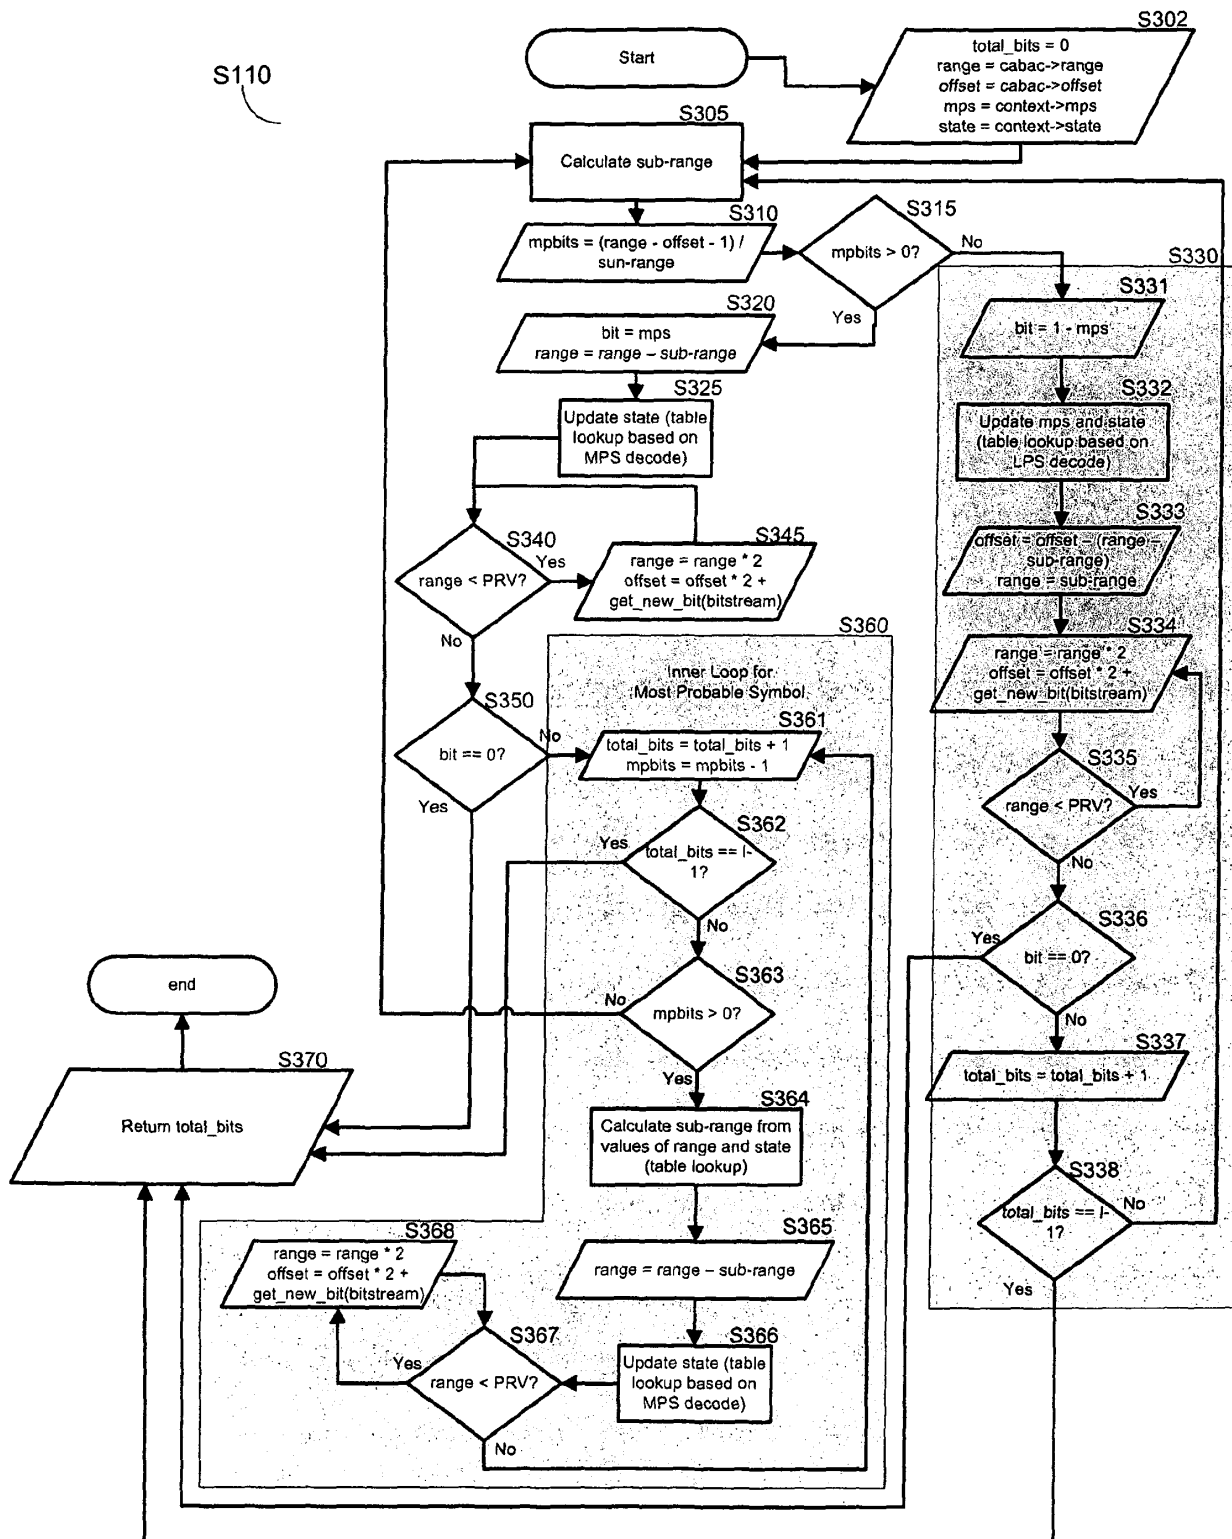 S110
Start
S302
total_bits = 0
range = cabac->range
offset = cabac->offset
mps = context->mps
state = context->state
S305
Calculate sub-range
S310
mpbits = (range - offset - 1) /
sun-range
S315
mpbits > 0?
No
Yes
S320
bit = mps
range = range – sub-range
S325
Update state (table
lookup based on
MPS decode)
S330
S331
bit = 1 - mps
S332
Update mps and state
(table lookup based on
LPS decode)
S333
offset = offset – (range –
sub-range)
range = sub-range
S334
range = range * 2
offset = offset * 2 +
get_new_bit(bitstream)
S335
range < PRV?
Yes
No
S336
bit == 0?
Yes
No
S337
total_bits = total_bits + 1
S338
total_bits == l-
1?
No
Yes
S340
range < PRV?
Yes
No
S345
range = range * 2
offset = offset * 2 +
get_new_bit(bitstream)
S350
bit == 0?
No
Yes
S360
Inner Loop for
Most Probable Symbol
S361
total_bits = total_bits + 1
mpbits = mpbits - 1
S362
total_bits == l-
1?
Yes
No
S363
mpbits > 0?
No
Yes
S364
Calculate sub-range from
values of range and state
(table lookup)
S365
range = range – sub-range
S366
Update state (table
lookup based on
MPS decode)
S367
range < PRV?
Yes
No
S368
range = range * 2
offset = offset * 2 +
get_new_bit(bitstream)
S370
Return total_bits
end